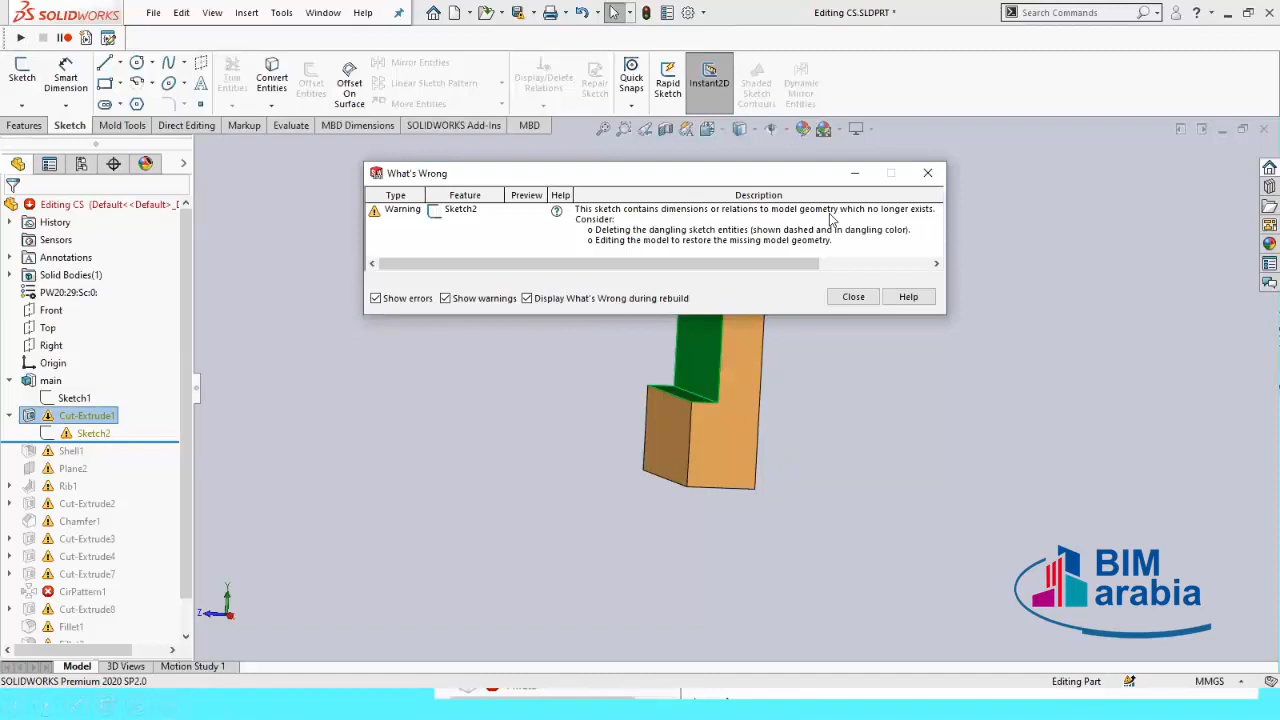 SOLIDWORKS
File Edit View Insert Tools Window Help
Editing CS.SLDPRT *
Search Commands
Sketch
Smart Dimension
Trim Entities
Convert Entities
Offset Entities
Offset On Surface
Mirror Entities
Linear Sketch Pattern
Move Entities
Display/Delete Relations
Repair Sketch
Quick Snaps
Rapid Sketch
Instant2D
Shaded Sketch Contours
Dynamic Mirror Entities
Features Sketch Mold Tools Direct Editing Markup Evaluate MBD Dimensions SOLIDWORKS Add-Ins MBD
Editing CS (Default<<Default>_D
History
Sensors
Annotations
Solid Bodies(1)
PW20:29:Sc:0:
Front
Top
Right
Origin
main
Sketch1
Cut-Extrude1
Sketch2
Shell1
Plane2
Rib1
Cut-Extrude2
Chamfer1
Cut-Extrude3
Cut-Extrude4
Cut-Extrude7
CirPattern1
Cut-Extrude8
Fillet1
What's Wrong
Type Feature Preview Help Description
Warning Sketch2 This sketch contains dimensions or relations to model geometry which no longer exists.
Consider:
o Deleting the dangling sketch entities (shown dashed and in dangling color).
o Editing the model to restore the missing model geometry.
Show errors Show warnings Display What's Wrong during rebuild
Close Help
Y
Z
BIM
arabia
Model 3D Views Motion Study 1
SOLIDWORKS Premium 2020 SP2.0
Editing Part
MMGS